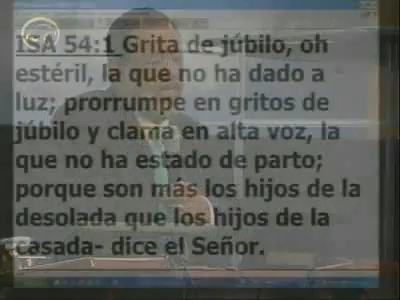 ISA 54:1 Grita de júbilo, oh
estéril, la que no ha dado a
luz; prorrumpe en gritos de
júbilo y clama en alta voz, la
que no ha estado de parto;
porque son más los hijos de la
desolada que los hijos de la
casada- dice el Señor.